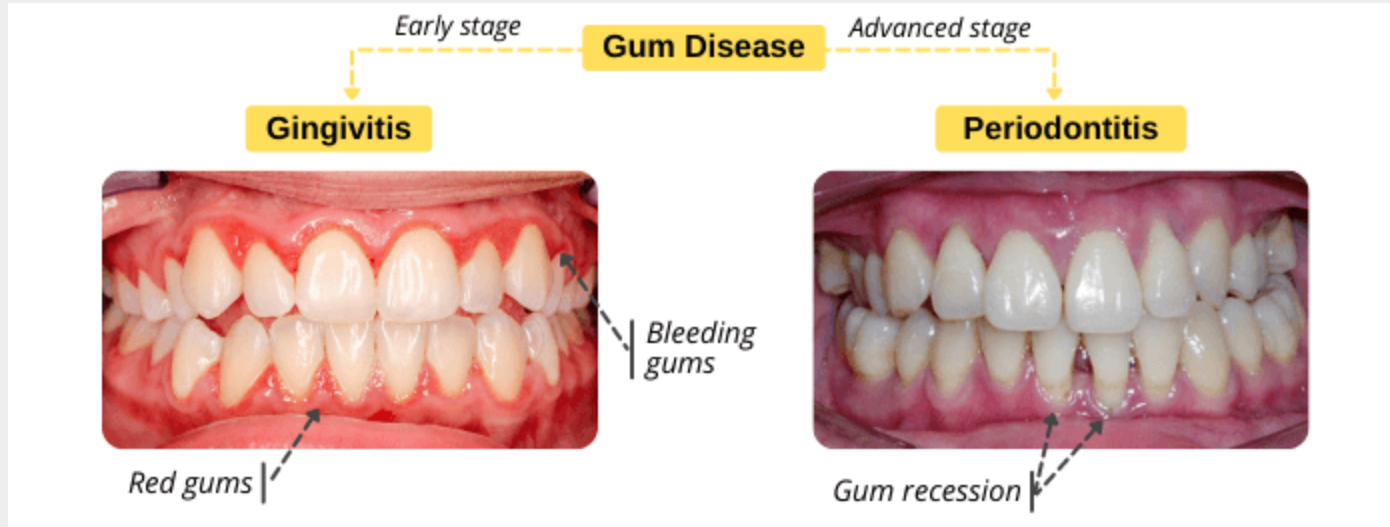 Early stage
Gum Disease
Advanced stage
Gingivitis
Periodontitis
Bleeding
gums
Red gums
Gum recession